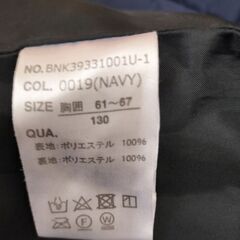 NO. BNK39331001U-1
COL. 0019(NAVY)
SIZE 胸囲 61〜67
130
QUA.
表地：ポリエステル 100%
裏地：ポリエステル 100%